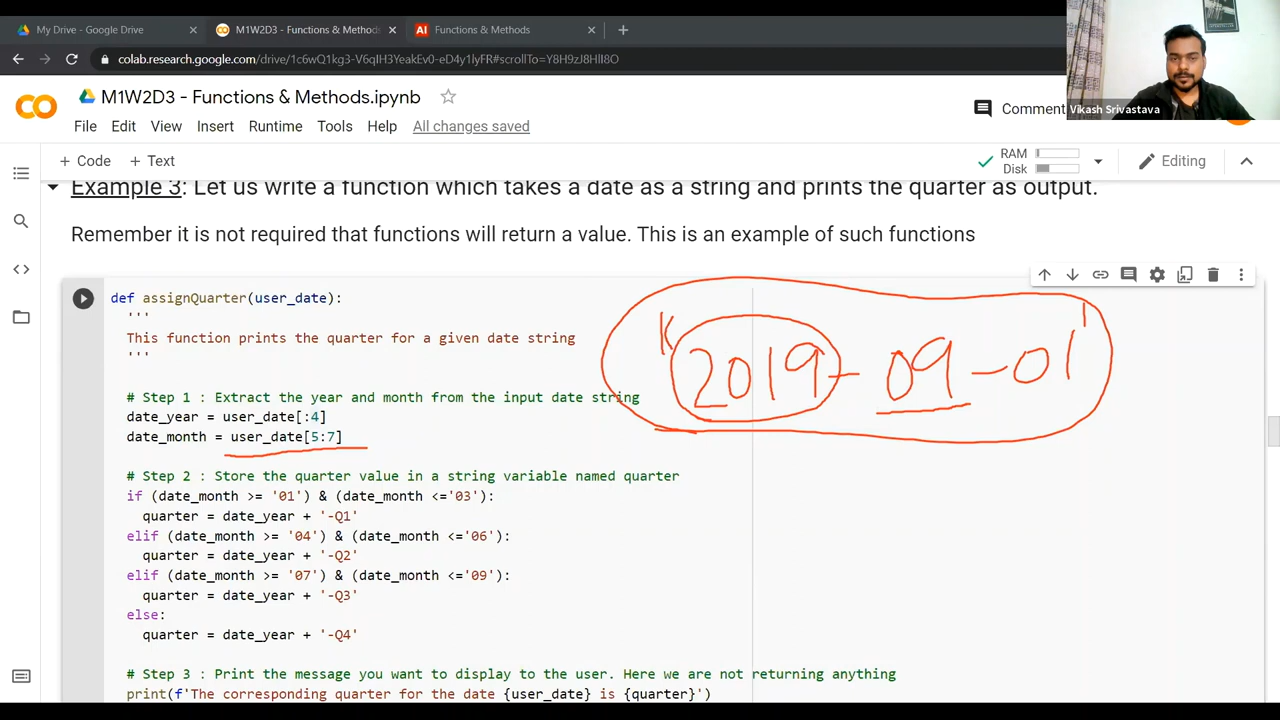 My Drive - Google Drive
M1W2D3 - Functions & Method
Functions & Methods
colab.research.google.com/drive/1c6wQ1kg3-V6qIH3YeakEv0-eD4y1lyFR#scrollTo=Y8H9zJ8HlI8O
Vikash Srivastava
M1W2D3 - Functions & Methods.ipynb
Comment
File Edit View Insert Runtime Tools Help All changes saved
+ Code + Text
RAM
Disk
Editing
Example 3: Let us write a function which takes a date as a string and prints the quarter as output.
Remember it is not required that functions will return a value. This is an example of such functions
def assignQuarter(user_date):
'''
This function prints the quarter for a given date string
'''
2019-09-01
# Step 1 : Extract the year and month from the input date string
date_year = user_date[:4]
date_month = user_date[5:7]
# Step 2 : Store the quarter value in a string variable named quarter
if (date_month >= '01') & (date_month <='03'):
quarter = date_year + '-Q1'
elif (date_month >= '04') & (date_month <='06'):
quarter = date_year + '-Q2'
elif (date_month >= '07') & (date_month <='09'):
quarter = date_year + '-Q3'
else:
quarter = date_year + '-Q4'
# Step 3 : Print the message you want to display to the user. Here we are not returning anything
print(f'The corresponding quarter for the date {user_date} is {quarter}')